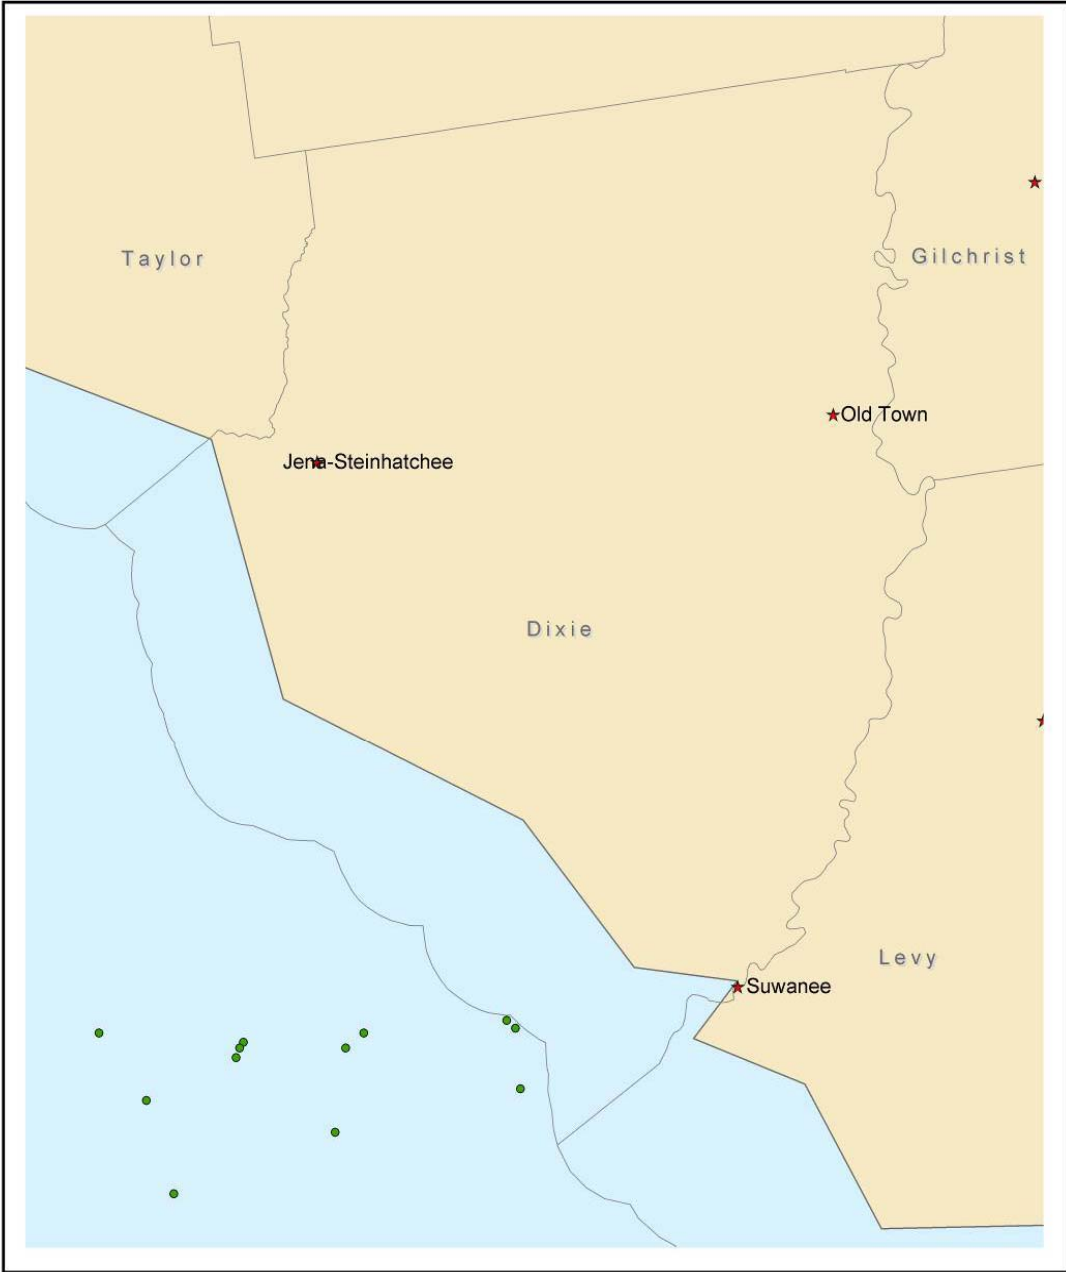 Taylor
Gilchrist
Old Town
Jena-Steinhatchee
Dixie
Levy
Suwanee